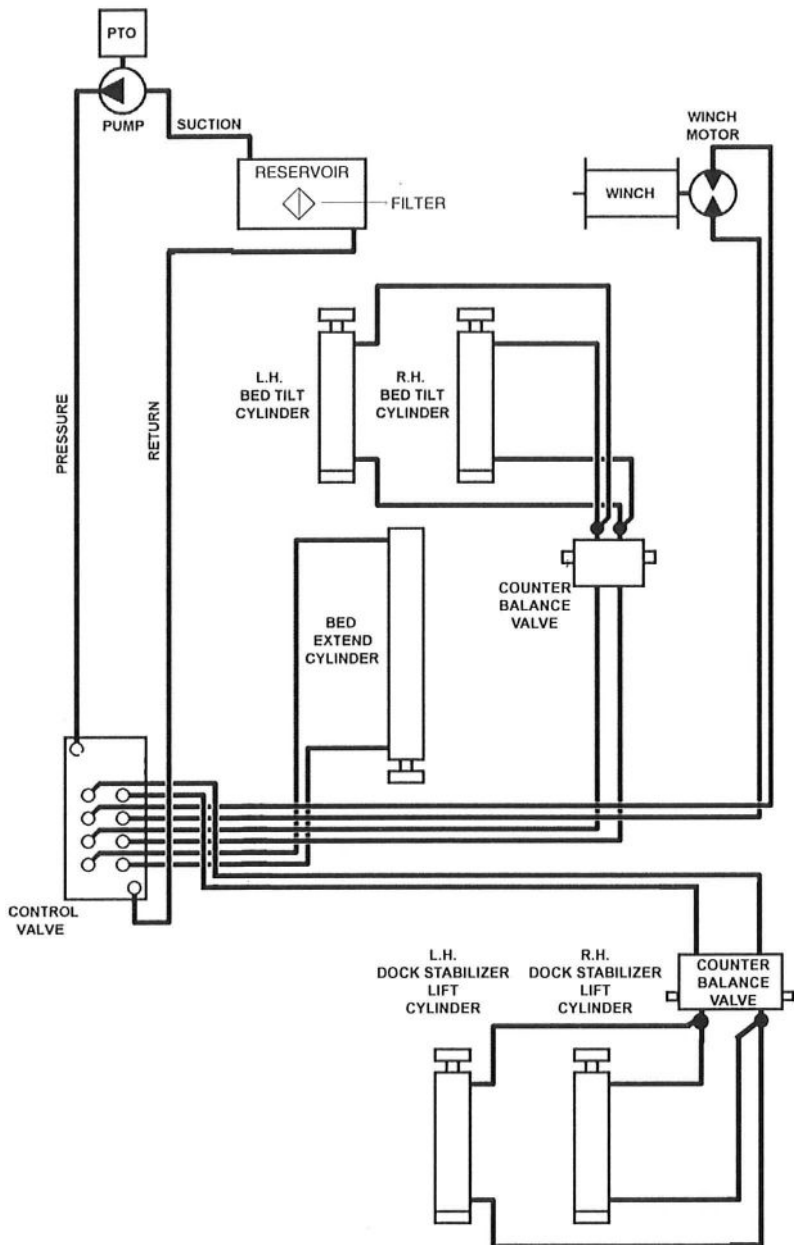 PTO
PUMP
SUCTION
RESERVOIR
FILTER
WINCH
MOTOR
WINCH
L.H.
BED TILT
CYLINDER
R.H.
BED TILT
CYLINDER
PRESSURE
RETURN
COUNTER
BALANCE
VALVE
BED
EXTEND
CYLINDER
CONTROL
VALVE
L.H.
DOCK STABILIZER
LIFT
CYLINDER
R.H.
DOCK STABILIZER
LIFT
CYLINDER
COUNTER
BALANCE
VALVE